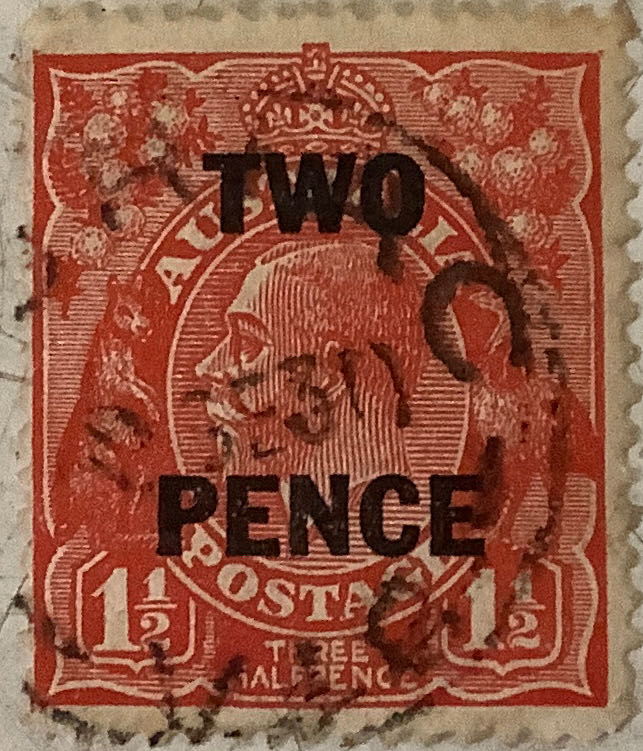 TWO
AUSTRALIA
PENCE
POSTAGE
1½ 1½
THREE
HALFPENCE